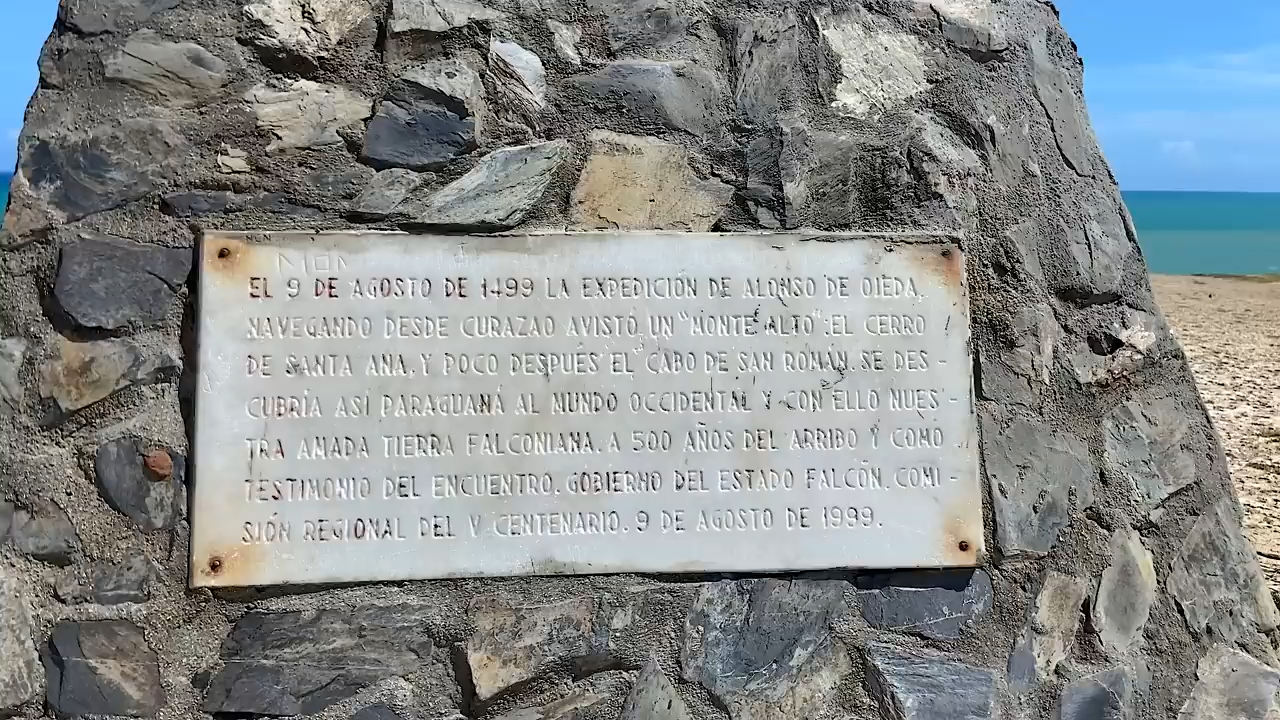 EL 9 DE AGOSTO DE 1499 LA EXPEDICIÓN DE ALONSO DE OJEDA,
NAVEGANDO DESDE CURAZAO AVISTÓ UN "MONTE ALTO": EL CERRO
DE SANTA ANA, Y POCO DESPUÉS EL CABO DE SAN ROMÁN. SE DES-
CUBRÍA ASÍ PARAGUANÁ AL MUNDO OCCIDENTAL Y CON ELLO NUES-
TRA AMADA TIERRA FALCONIANA. A 500 AÑOS DEL ARRIBO Y COMO
TESTIMONIO DEL ENCUENTRO. GOBIERNO DEL ESTADO FALCÓN. COMI-
SIÓN REGIONAL DEL V CENTENARIO. 9 DE AGOSTO DE 1999.